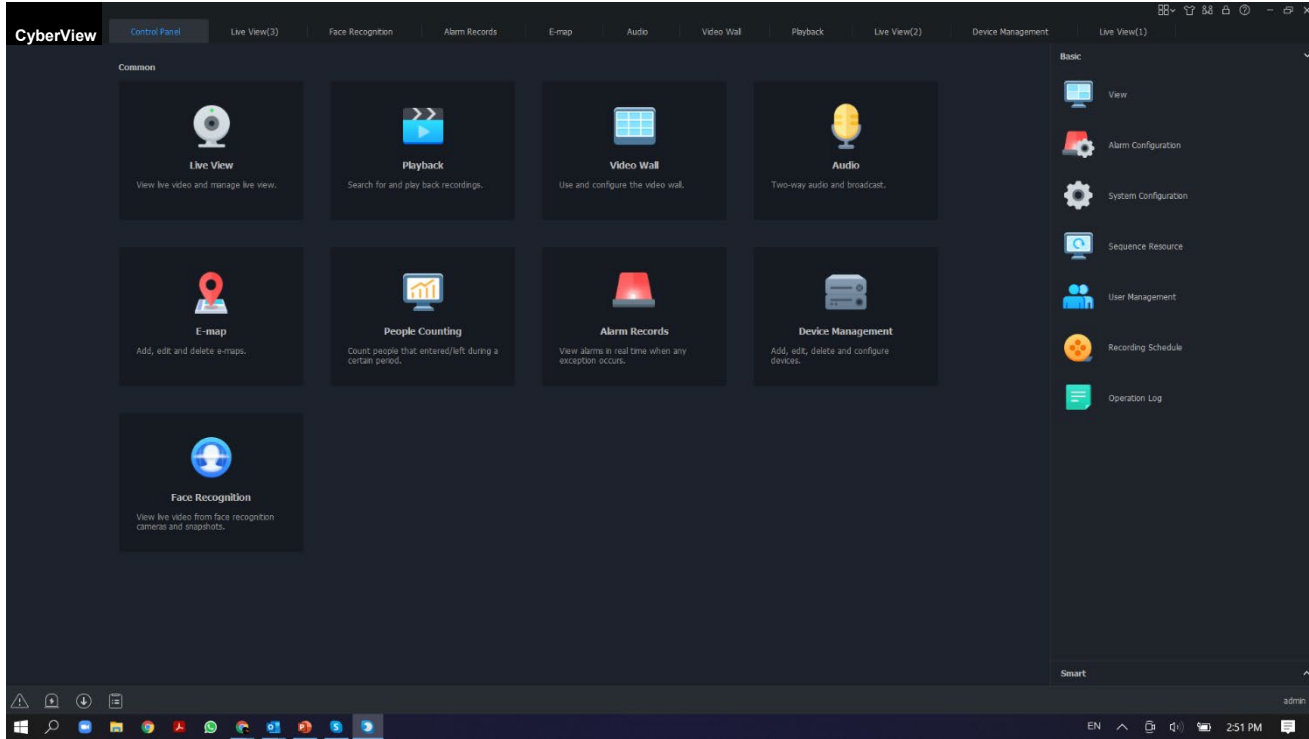 CyberView
Control Panel
Live View(3)
Face Recognition
Alarm Records
E-map
Audio
Video Wall
Playback
Live View(2)
Device Management
Live View(1)
Common
Live View
View live video and manage live view.
Playback
Search for and play back recordings.
Video Wall
Use and configure the video wall.
Audio
Two-way audio and broadcast.
E-map
Add, edit and delete e-maps.
People Counting
Count people that entered/left during a
certain period.
Alarm Records
View alarms in real time when any
exception occurs.
Device Management
Add, edit, delete and configure
devices.
Face Recognition
View live video from face recognition
cameras and snapshots.
Basic
View
Alarm Configuration
System Configuration
Sequence Resource
User Management
Recording Schedule
Operation Log
Smart
admin
EN
2:51 PM